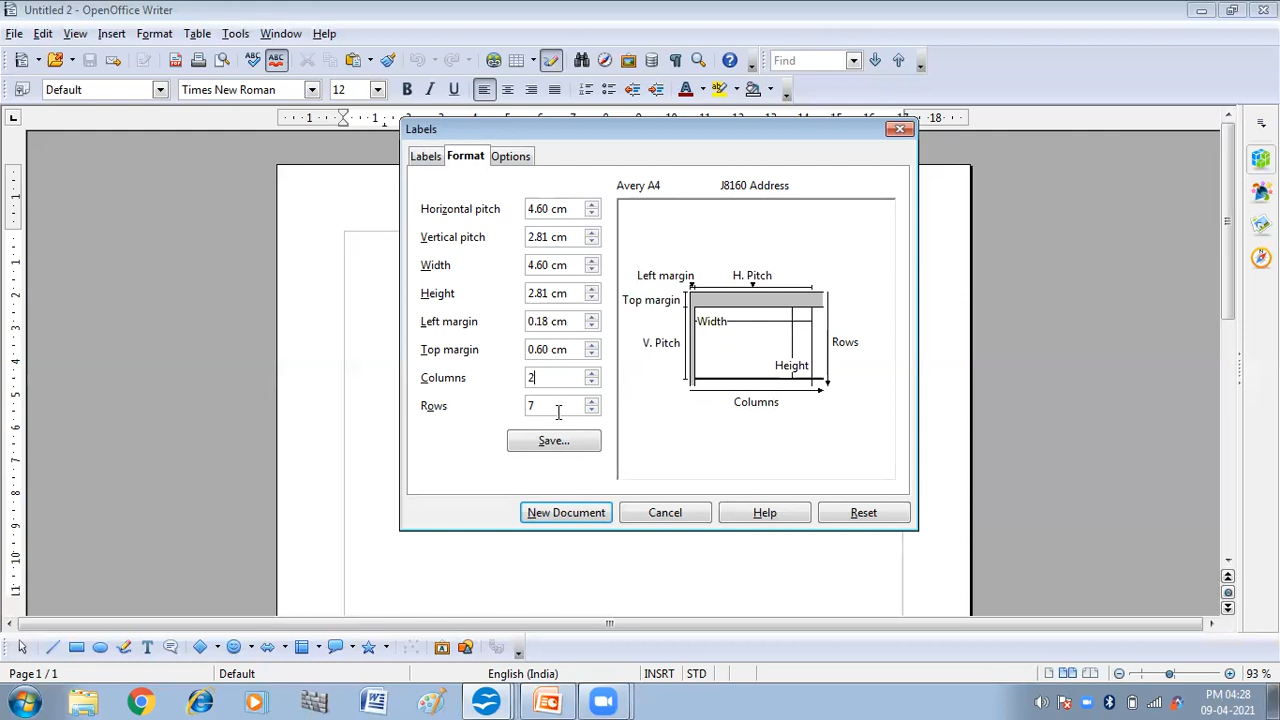 Untitled 2 - OpenOffice Writer
File Edit View Insert Format Table Tools Window Help
Find
Default Times New Roman 12
Labels
Labels Format Options
Avery A4 J8160 Address
Horizontal pitch 4.60 cm
Vertical pitch 2.81 cm
Width 4.60 cm
Height 2.81 cm
Left margin 0.18 cm
Top margin 0.60 cm
Columns 2
Rows 7
Save...
Left margin H. Pitch
Top margin
Width
V. Pitch Rows
Height
Columns
New Document Cancel Help Reset
Page 1 / 1 Default English (India) INSRT STD 93 %
PM 04:28
09-04-2021